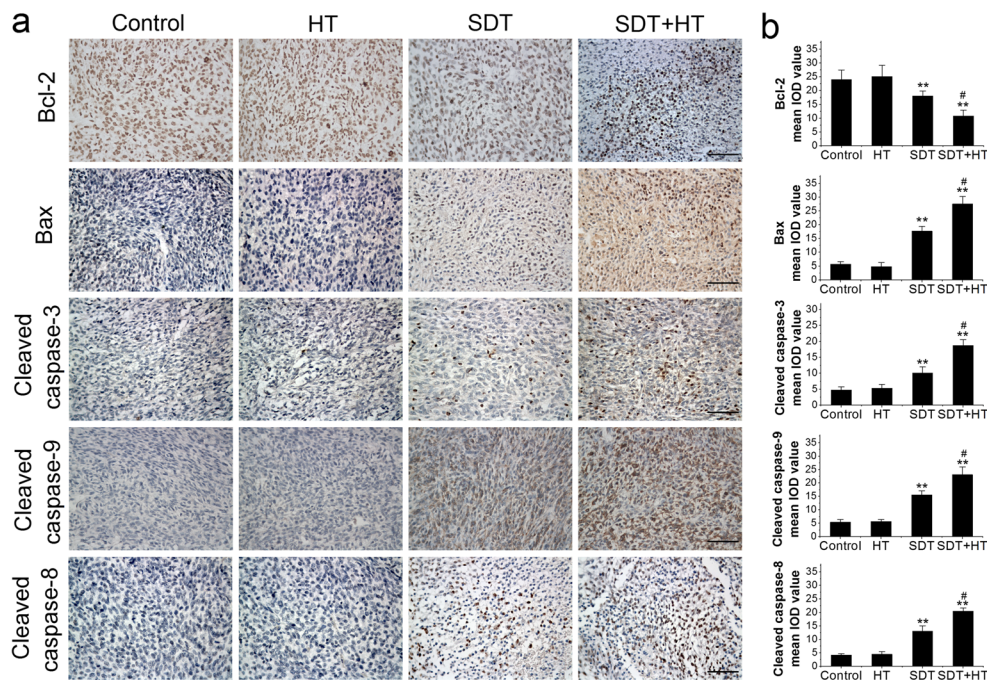 a
Control HT SDT SDT+HT
Bcl-2
Bax
Cleaved
caspase-3
Cleaved
caspase-9
Cleaved
caspase-8
b
Bcl-2
mean IOD value
35
30
25
20
15
10
5
0
**
#
**
Control HT SDT SDT+HT
Bax
mean IOD value
35
30
25
20
15
10
5
0
**
#
**
Control HT SDT SDT+HT
Cleaved caspase-3
mean IOD value
35
30
25
20
15
10
5
0
**
#
**
Control HT SDT SDT+HT
Cleaved caspase-9
mean IOD value
35
30
25
20
15
10
5
0
**
#
**
Control HT SDT SDT+HT
Cleaved caspase-8
mean IOD value
35
30
25
20
15
10
5
0
**
#
**
Control HT SDT SDT+HT